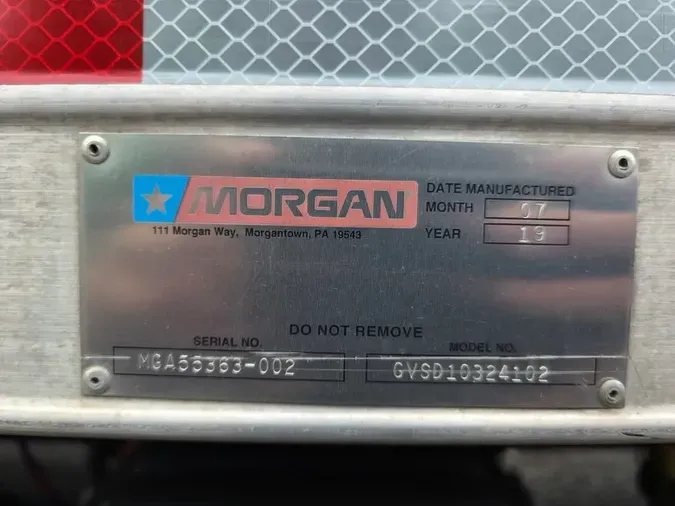 MORGAN
111 Morgan Way, Morgantown, PA 19543
DATE MANUFACTURED
MONTH 07
YEAR 19
DO NOT REMOVE
SERIAL NO.
MGA55363-002
MODEL NO.
GVSD10324102